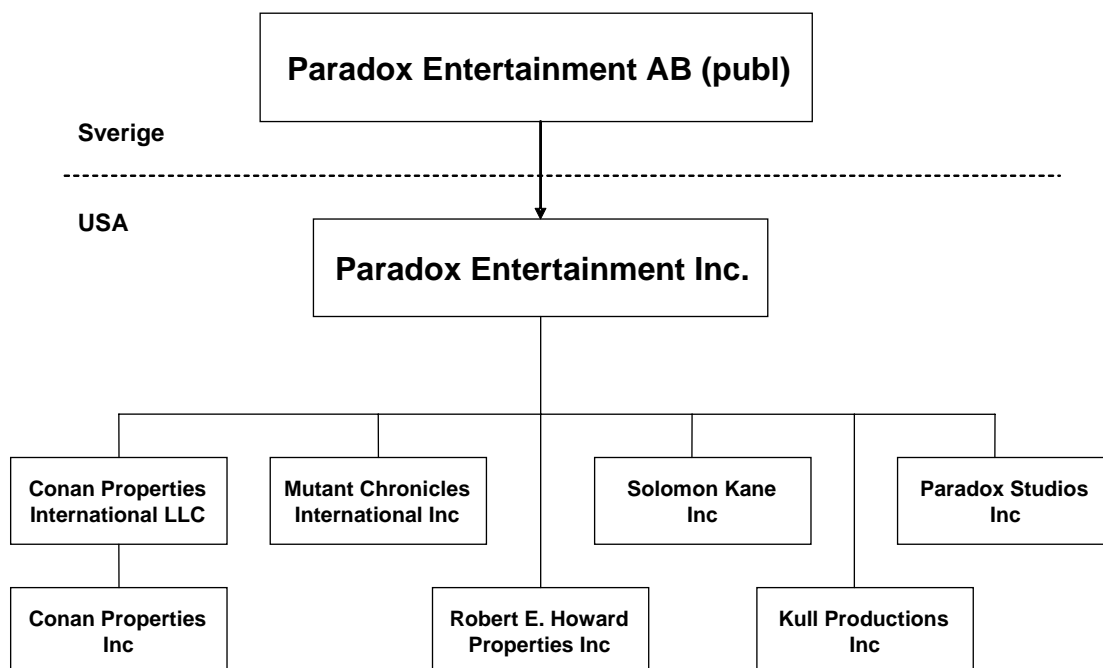 Paradox Entertainment AB (publ)
Sverige
USA
Paradox Entertainment Inc.
Conan Properties
International LLC
Mutant Chronicles
International Inc
Solomon Kane
Inc
Paradox Studios
Inc
Conan Properties
Inc
Robert E. Howard
Properties Inc
Kull Productions
Inc